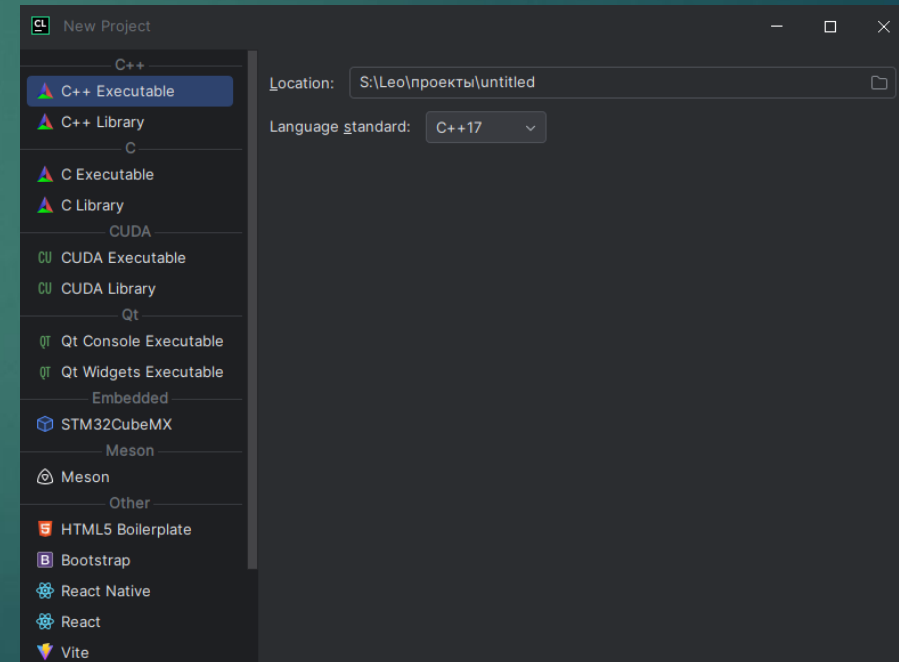 CL New Project
C++
C++ Executable
C++ Library
C
C Executable
C Library
CUDA
CU CUDA Executable
CU CUDA Library
Qt
QT Qt Console Executable
QT Qt Widgets Executable
Embedded
STM32CubeMX
Meson
Meson
Other
5 HTML5 Boilerplate
B Bootstrap
React Native
React
Vite
Location: S:\Leo\проекты\untitled
Language standard: C++17